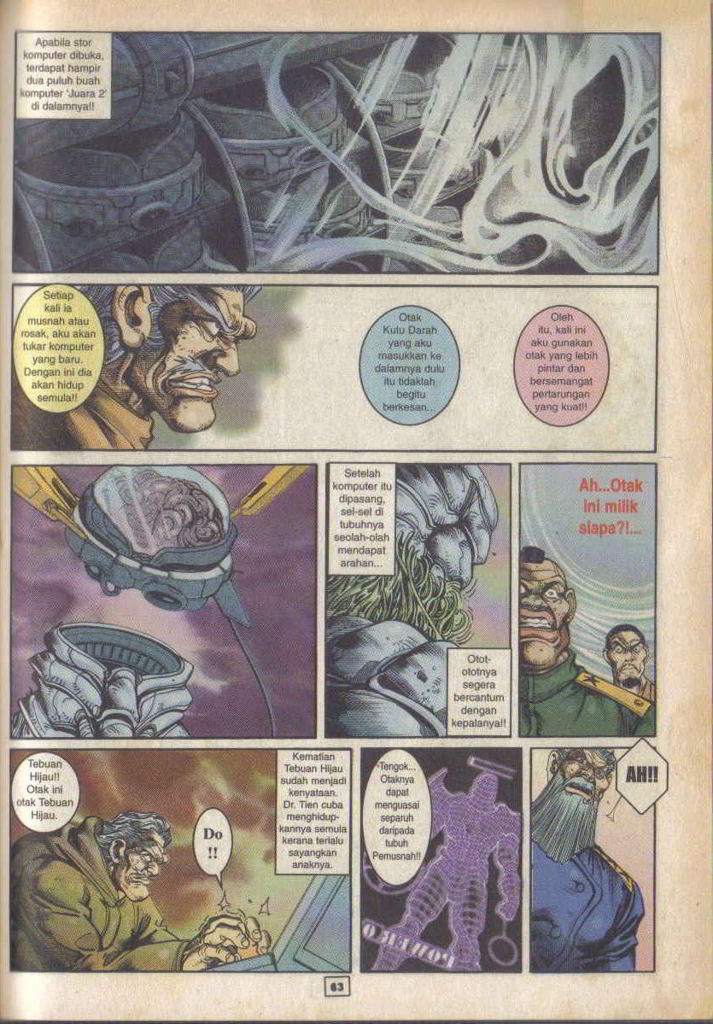 Apabila stor
komputer dibuka,
terdapat hampir
dua puluh buah
komputer 'Juara 2'
di dalamnya!!
Setiap
kali ia
musnah atau
rosak, aku akan
tukar komputer
yang baru.
Dengan ini dia
akan hidup
semula!!
Otak
Kutu Darah
yang aku
masukkan ke
dalamnya dulu
itu tidaklah
begitu
berkesan...
Oleh
itu, kali ini
aku gunakan
otak yang lebih
pintar dan
bersemangat
pertarungan
yang kuat!!
Setelah
komputer itu
dipasang,
sel-sel di
tubuhnya
seolah-olah
mendapat
arahan...
Otot-
ototnya
segera
bercantum
dengan
kepalanya!!
Ah...Otak
ini milik
siapa?!...
Tebuan
Hijau!!
Otak ini
otak Tebuan
Hijau.
Do
!!
Kematian
Tebuan Hijau
sudah menjadi
kenyataan.
Dr. Tien cuba
menghidup-
kannya semula
kerana terlalu
sayangkan
anaknya.
Tengok...
Otaknya
dapat
menguasai
separuh
daripada
tubuh
Pemusnah!!
AH!!
63